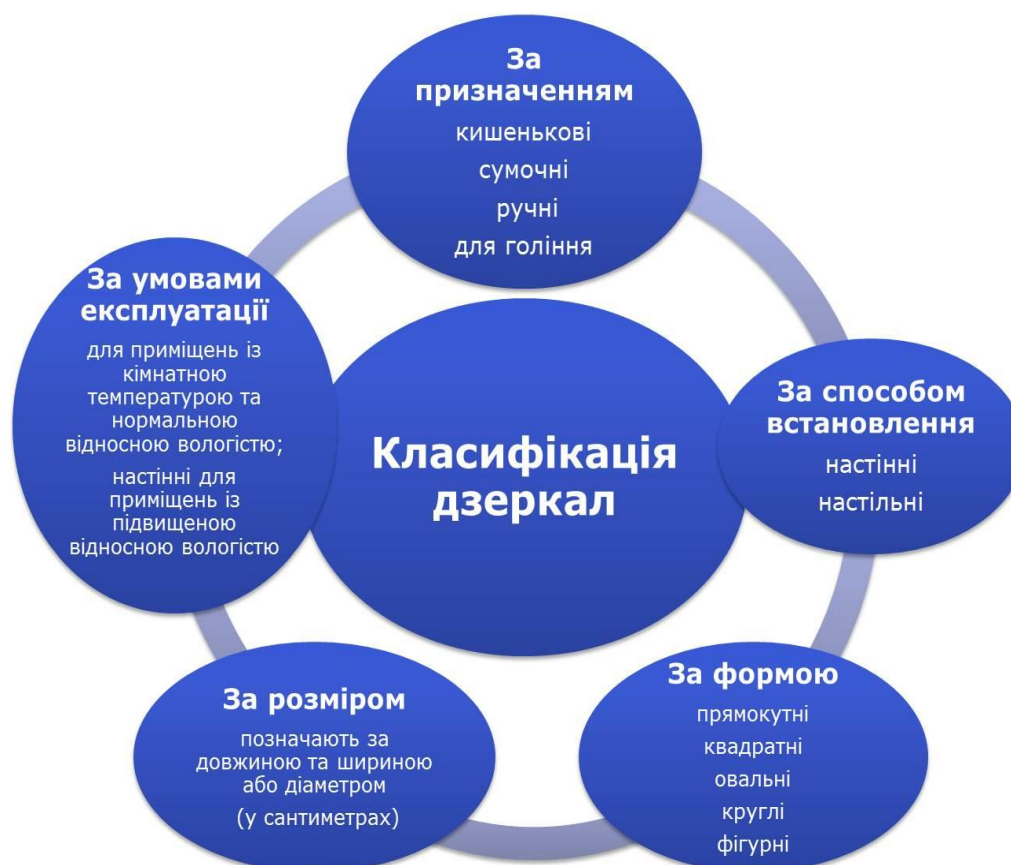 За
призначенням
кишенькові
сумочні
ручні
для гоління
За умовами
експлуатації
для приміщень із
кімнатною
температурою та
нормальною
відносною вологістю;
настінні для
приміщень із
підвищеною
відносною вологістю
Класифікація
дзеркал
За способом
встановлення
настінні
настільні
За розміром
позначають за
довжиною та шириною
або діаметром
(у сантиметрах)
За формою
прямокутні
квадратні
овальні
круглі
фігурні